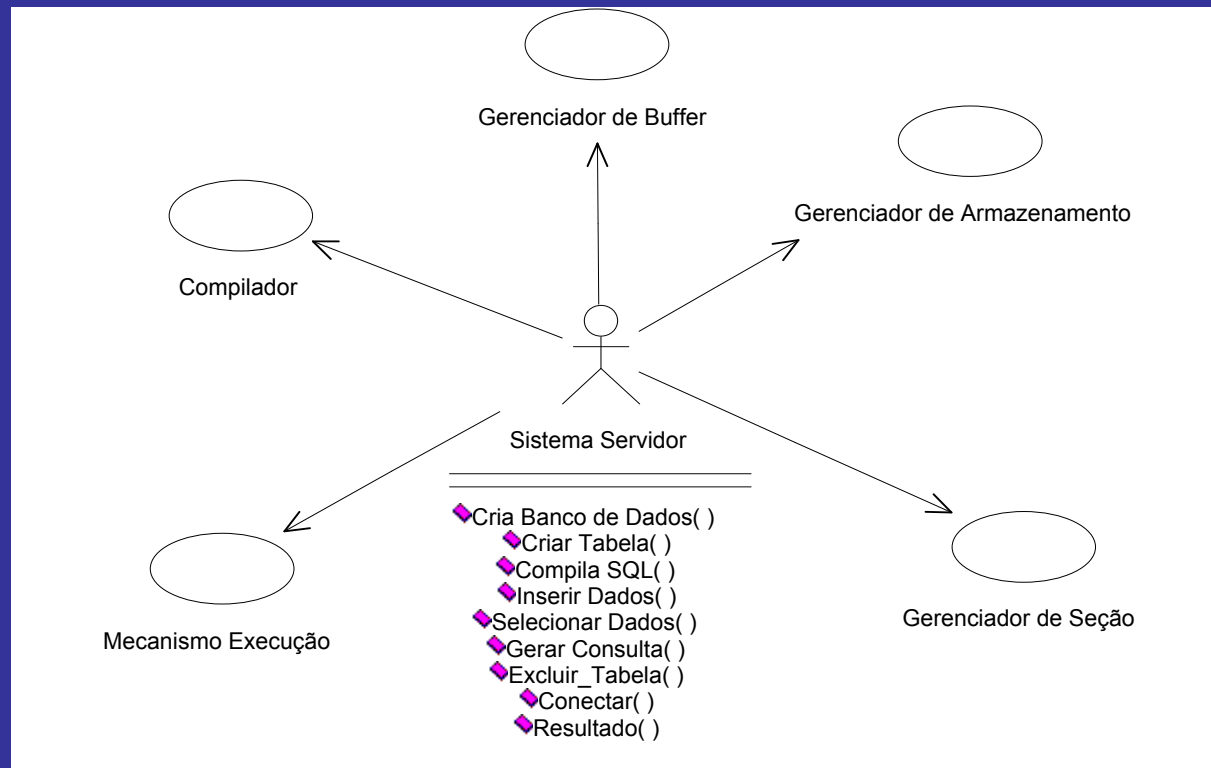 Gerenciador de Buffer
Gerenciador de Armazenamento
Compilador
Sistema Servidor
Cria Banco de Dados( )
Criar Tabela( )
Compila SQL( )
Inserir Dados( )
Selecionar Dados( )
Gerar Consulta( )
Excluir_Tabela( )
Conectar( )
Resultado( )
Mecanismo Execução
Gerenciador de Seção